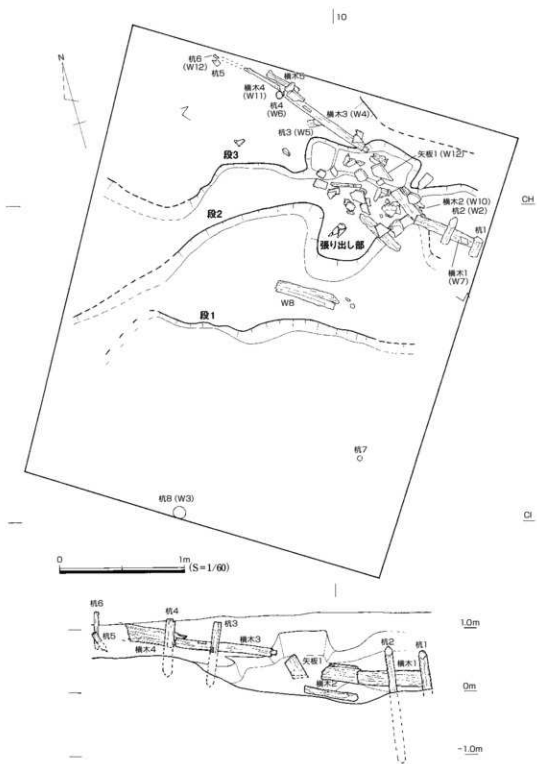 10
N
杭6
(W12)
杭5
横木5
横木4
(W11)
杭4
(W6)
横木3 (W4)
杭3 (W5)
矢板1 (W12)
段3
CH
横木2 (W10)
杭2 (W2)
杭1
段2
張り出し部
横木1
(W7)
W8
段1
杭7
杭8 (W3)
CI
0 1m
(S=1/60)
杭6
杭4
杭3
1.0m
杭5
横木4
横木3
杭2
杭1
矢板1
横木1
横木2
0m
-1.0m